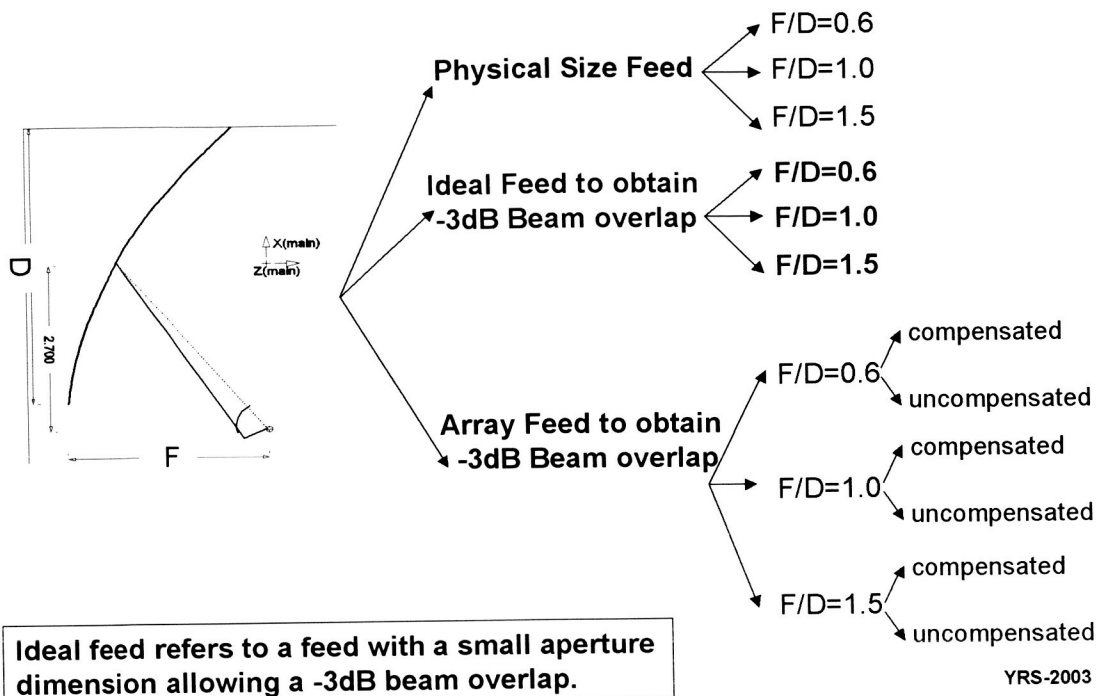 Physical Size Feed
F/D=0.6
F/D=1.0
F/D=1.5
Ideal Feed to obtain
-3dB Beam overlap
F/D=0.6
F/D=1.0
F/D=1.5
Array Feed to obtain
-3dB Beam overlap
F/D=0.6
compensated
uncompensated
F/D=1.0
compensated
uncompensated
F/D=1.5
compensated
uncompensated
D
X(main)
Z(main)
2.700
F
Ideal feed refers to a feed with a small aperture
dimension allowing a -3dB beam overlap.
YRS-2003